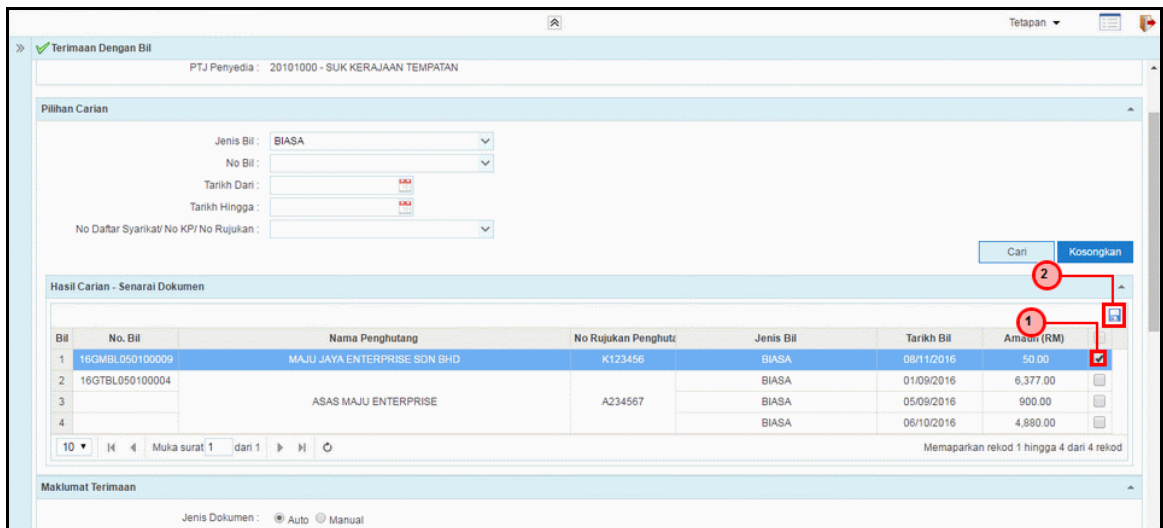 Tetapan
Terimaan Dengan Bil
PTJ Penyedia : 20101000 - SUK KERAJAAN TEMPATAN
Pilihan Carian
Jenis Bil : BIASA
No Bil :
Tarikh Dari :
Tarikh Hingga :
No Daftar Syarikat/ No KP/ No Rujukan :
Cari Kosongkan
2
Hasil Carian - Senarai Dokumen
1
Bil No. Bil Nama Penghutang No Rujukan Penghuta Jenis Bil Tarikh Bil Amaun (RM)
1 16GMBL050100009 MAJU JAYA ENTERPRISE SDN BHD K123456 BIASA 08/11/2016 50.00
2 16GTBL050100004 BIASA 01/09/2016 6,377.00
3 ASAS MAJU ENTERPRISE A234567 BIASA 05/09/2016 900.00
4 BIASA 06/10/2016 4,880.00
10 Muka surat 1 dari 1 Memaparkan rekod 1 hingga 4 dari 4 rekod
Maklumat Terimaan
Jenis Dokumen : Auto Manual